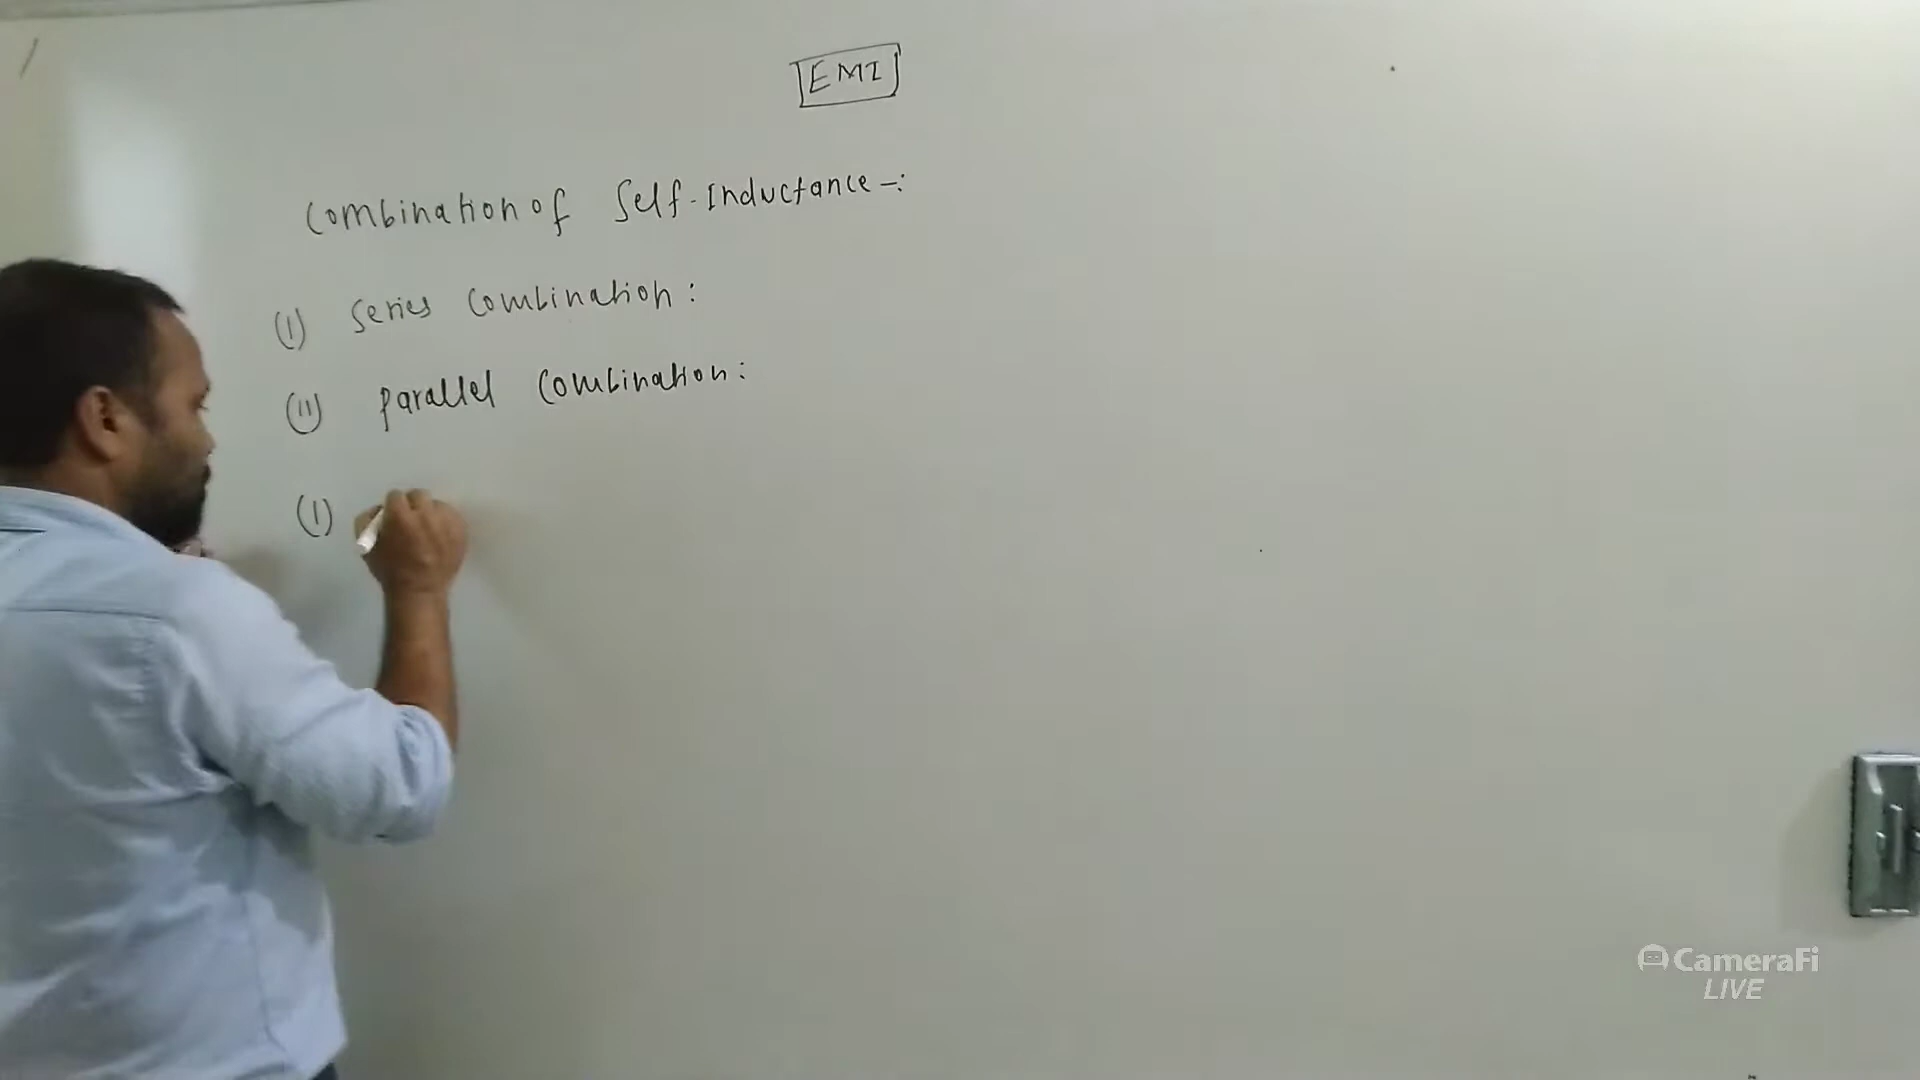 EMI
Combination of Self-Inductance -:
(I) Series Combination :
(II) Parallel Combination :
(I)
CameraFi
LIVE